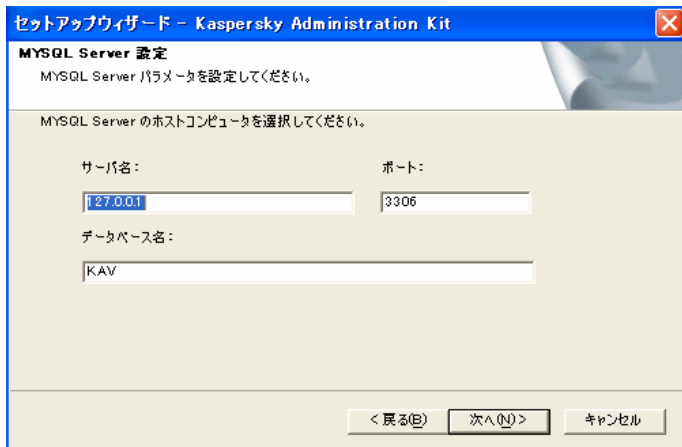 セットアップウィザード - Kaspersky Administration Kit
MYSQL Server 設定
MYSQL Server パラメータを設定してください。
MYSQL Server のホストコンピュータを選択してください。
サーバ名: ポート:
127.0.0.1 3306
データベース名:
KAV
< 戻る(B) 次へ(N) > キャンセル